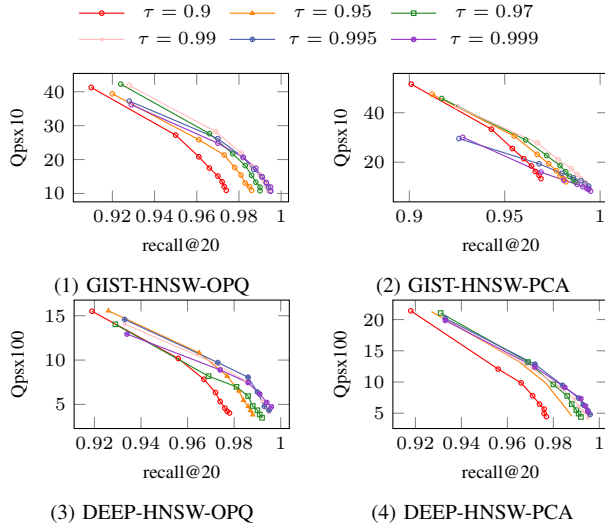 τ = 0.9 τ = 0.95 τ = 0.97
τ = 0.99 τ = 0.995 τ = 0.999
Qpsx10
40
30
20
10
0.92 0.94 0.96 0.98 1
recall@20
(1) GIST-HNSW-OPQ
Qpsx10
60
40
20
0.9 0.95 1
recall@20
(2) GIST-HNSW-PCA
Qpsx100
15
10
5
0.92 0.94 0.96 0.98 1
recall@20
(3) DEEP-HNSW-OPQ
Qpsx100
20
15
10
5
0.92 0.94 0.96 0.98 1
recall@20
(4) DEEP-HNSW-PCA